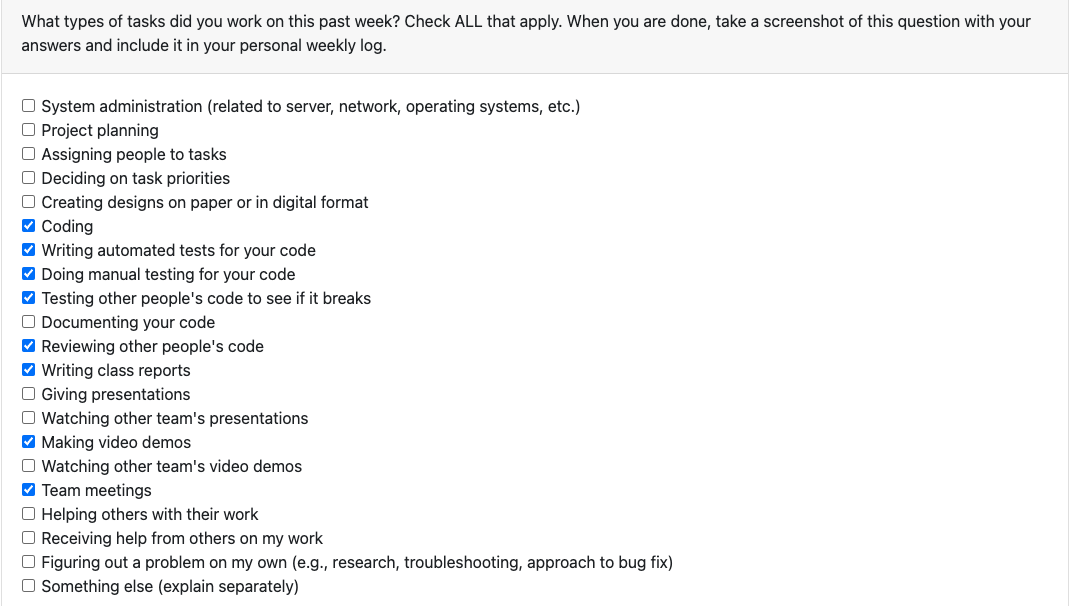 What types of tasks did you work on this past week? Check ALL that apply. When you are done, take a screenshot of this question with your
answers and include it in your personal weekly log.
System administration (related to server, network, operating systems, etc.)
Project planning
Assigning people to tasks
Deciding on task priorities
Creating designs on paper or in digital format
Coding
Writing automated tests for your code
Doing manual testing for your code
Testing other people's code to see if it breaks
Documenting your code
Reviewing other people's code
Writing class reports
Giving presentations
Watching other team's presentations
Making video demos
Watching other team's video demos
Team meetings
Helping others with their work
Receiving help from others on my work
Figuring out a problem on my own (e.g., research, troubleshooting, approach to bug fix)
Something else (explain separately)